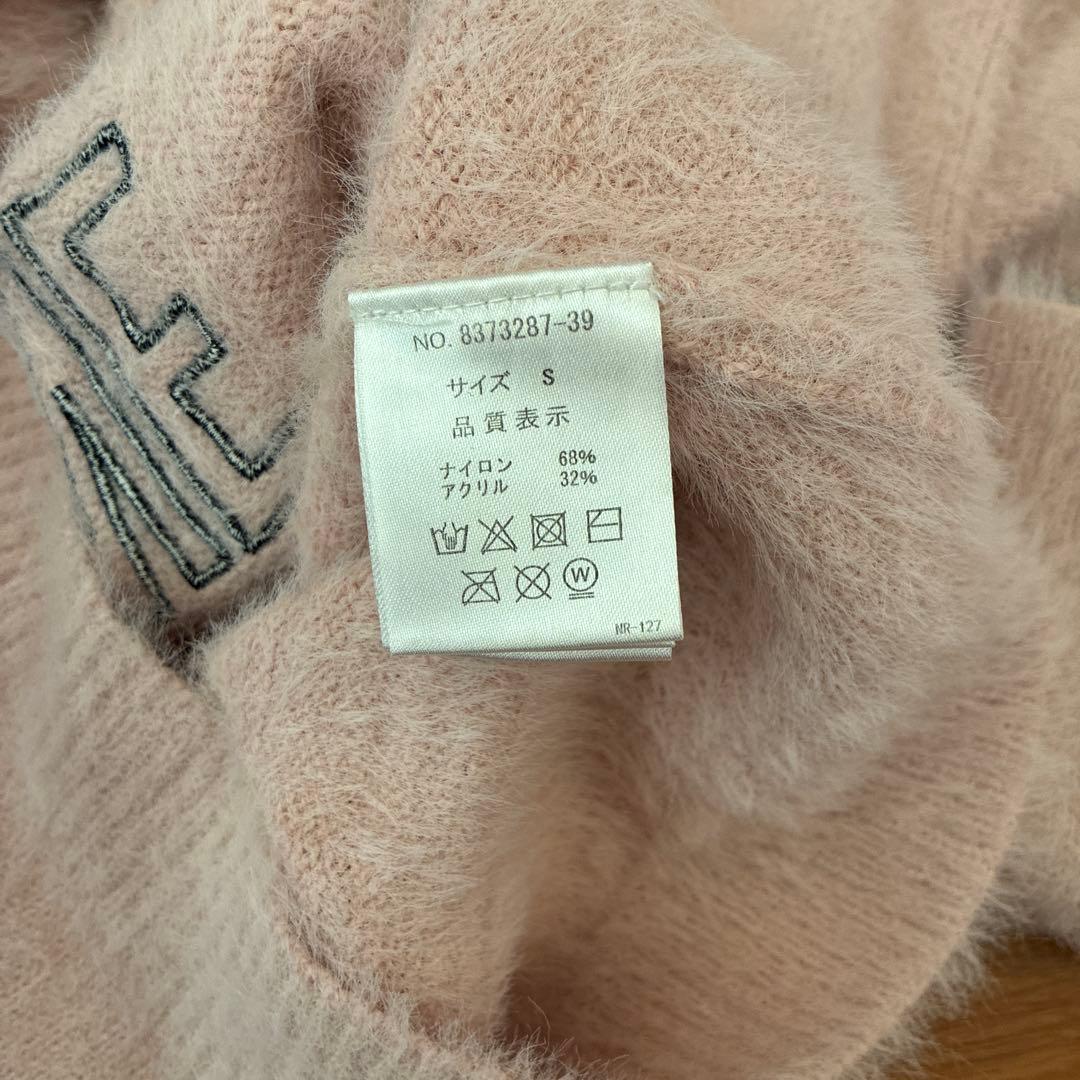 NO. 8373287-39
サイズ S
品質表示
ナイロン 68%
アクリル 32%
W
NR-127